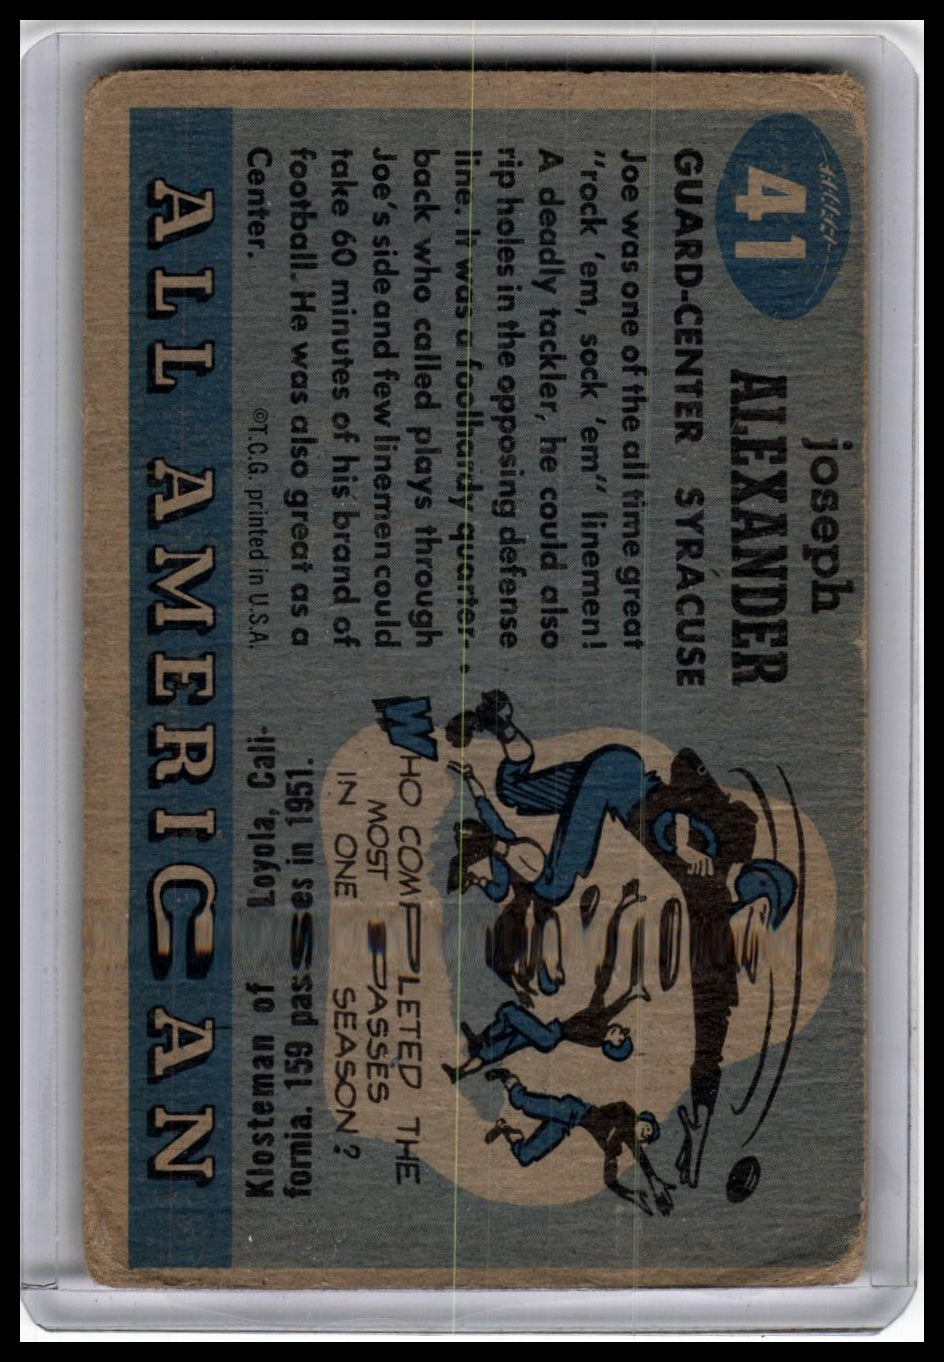 41
joseph
ALEXANDER
GUARD-CENTER SYRACUSE
Joe was one of the all time great
"rock 'em, sock 'em" linemen!
A deadly tackler, he could also
rip holes in the opposing defense
line. It was a foolhardy quarter-
back who called plays through
Joe's side and few linemen could
take 60 minutes of his brand of
football. He was also great as a
Center.
©T.C.G. printed in U.S.A.
WHO COMPLETED THE
MOST PASSES
IN ONE SEASON?
Klosteman of Loyola, Cali-
fornia. 159 passes in 1951.
ALL AMERICAN